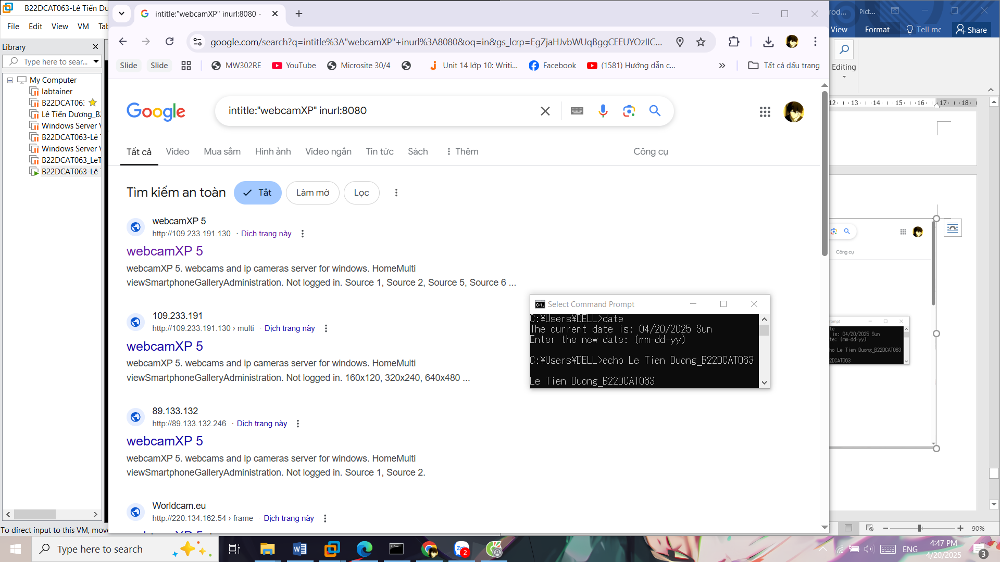 B22DCAT063-Lê Tiến Dư
File Edit View VM Tab
Library
Type here to sear...
My Computer
labtainer
B22DCAT063
Lê Tiến Dương_B2
Windows Server V
B22DCAT063-Lê T
Windows Server V
B22DCAT063_LeT
B22DCAT063-Lê T
To direct input to this VM, move
intitle:"webcamXP" inurl:8080 -
google.com/search?q=intitle%3A"webcamXP"+inurl%3A8080&oq=in&gs_lcrp=EgZjaHJvbWUqBggCEEUYOzIIC...
Slide Slide MW302RE YouTube Microsite 30/4 Unit 14 lớp 10: Writi... Facebook (1581) Hướng dẫn c... » Tất cả dấu trang
Google
intitle:"webcamXP" inurl:8080
Tất cả Video Mua sắm Hình ảnh Video ngắn Tin tức Sách Thêm Công cụ
Tìm kiếm an toàn Tắt Làm mờ Lọc
webcamXP 5
http://109.233.191.130 · Dịch trang này
webcamXP 5
webcamXP 5. webcams and ip cameras server for windows. HomeMulti
viewSmartphoneGalleryAdministration. Not logged in. Source 1, Source 2, Source 5, Source 6 ...
109.233.191
http://109.233.191.130 › multi · Dịch trang này
webcamXP 5
webcamXP 5. webcams and ip cameras server for windows. HomeMulti
viewSmartphoneGalleryAdministration. Not logged in. 160x120, 320x240, 640x480 ...
89.133.132
http://89.133.132.246 · Dịch trang này
webcamXP 5
webcamXP 5. webcams and ip cameras server for windows. HomeMulti
viewSmartphoneGalleryAdministration. Not logged in. Source 1, Source 2.
Worldcam.eu
http://220.134.162.54 › frame · Dịch trang này
Select Command Prompt
C:¥Users¥DELL>date
The current date is: 04/20/2025 Sun
Enter the new date: (mm-dd-yy)
C:¥Users¥DELL>echo Le Tien Duong_B22DCAT063
Le Tien Duong_B22DCAT063
rod... Pict...
View Format Tell me Share
Editing
12 · 13 · 14 · 15 · 16 · 17 · 18
Công cụ
rompt
te
is: 04/20/2025 Sun
te: (mm-dd-yy)
ho Le Tien Duong_B22DCAT063
2DCAT063
90%
Type here to search
2
ENG
4:47 PM
4/20/2025
3